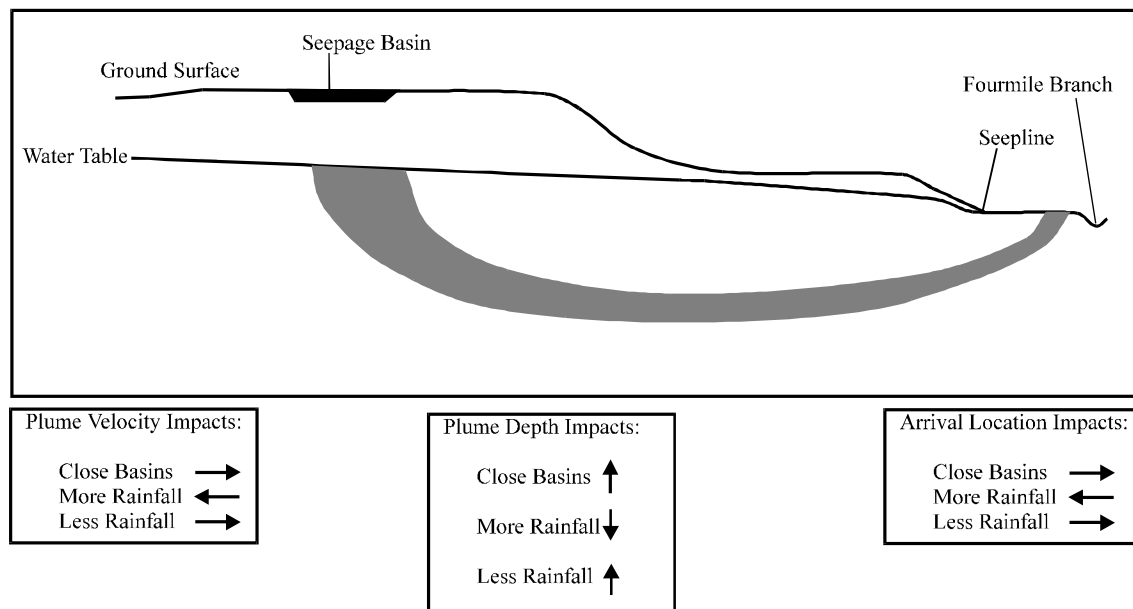 Seepage Basin
Ground Surface
Fourmile Branch
Seepline
Water Table
Plume Velocity Impacts:
Close Basins
More Rainfall
Less Rainfall
Plume Depth Impacts:
Close Basins
More Rainfall
Less Rainfall
Arrival Location Impacts:
Close Basins
More Rainfall
Less Rainfall